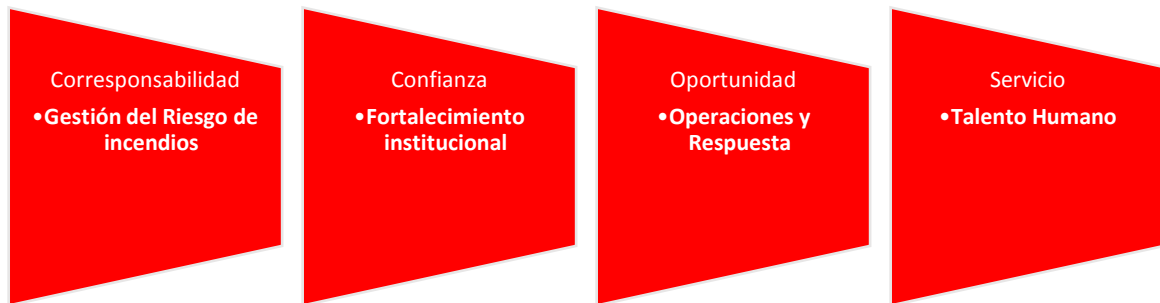 Corresponsabilidad
•Gestión del Riesgo de
incendios
Confianza
•Fortalecimiento
institucional
Oportunidad
•Operaciones y
Respuesta
Servicio
•Talento Humano